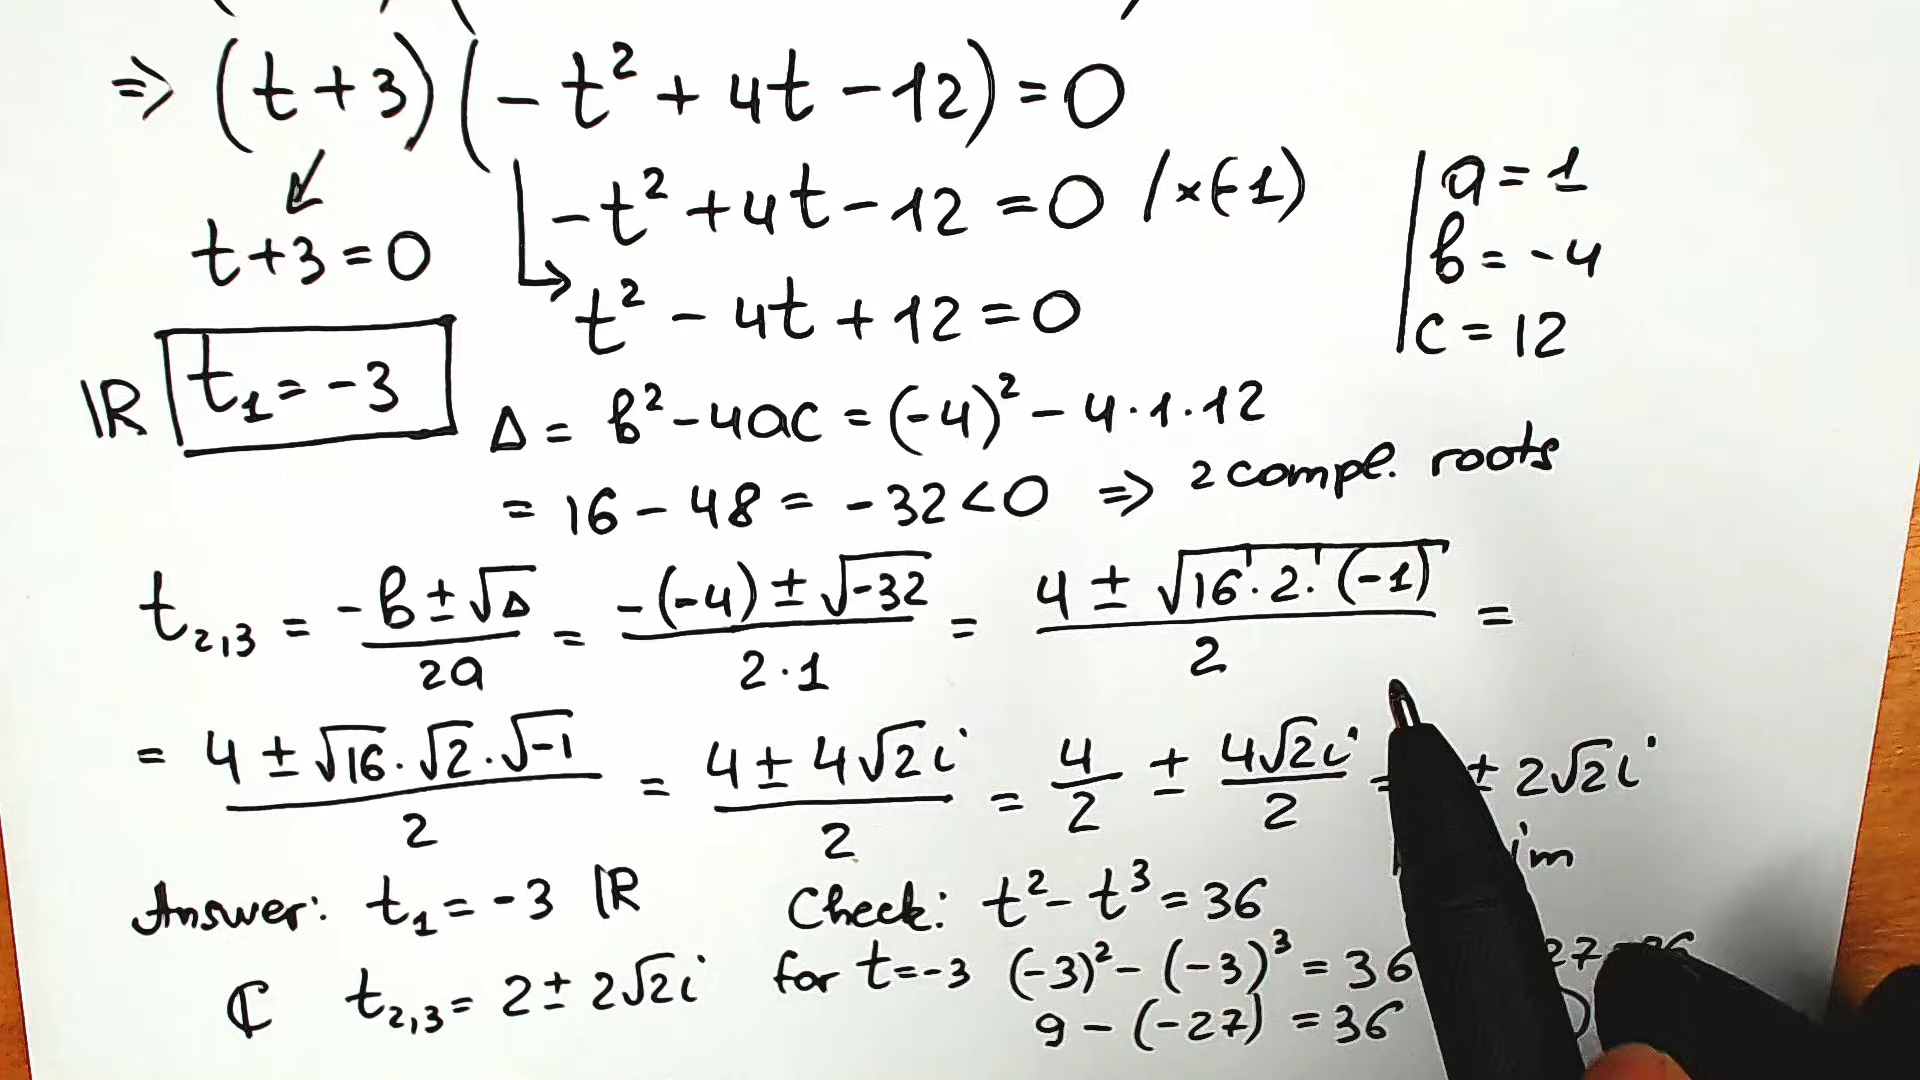 => (t+3)(-t²+4t-12)=0
t+3=0
-t²+4t-12=0 /×(-1)
t²-4t+12=0
a=1
b=-4
c=12
ℝ t₁=-3
Δ=b²-4ac=(-4)²-4·1·12
=16-48=-32<0 => 2 compl. roots
t₂,₃ = (-b±√Δ)/(2a) = (-(-4)±√-32)/(2·1) = (4±√(16·2·(-1)))/2 =
= (4±√16·√2·√-1)/2 = (4±4√2i)/2 = 4/2 ± 4√2i/2 = ±2√2i
im
Answer: t₁=-3 ℝ
ℂ t₂,₃=2±2√2i
Check: t²-t³=36
for t=-3 (-3)²-(-3)³=36
9-(-27)=36